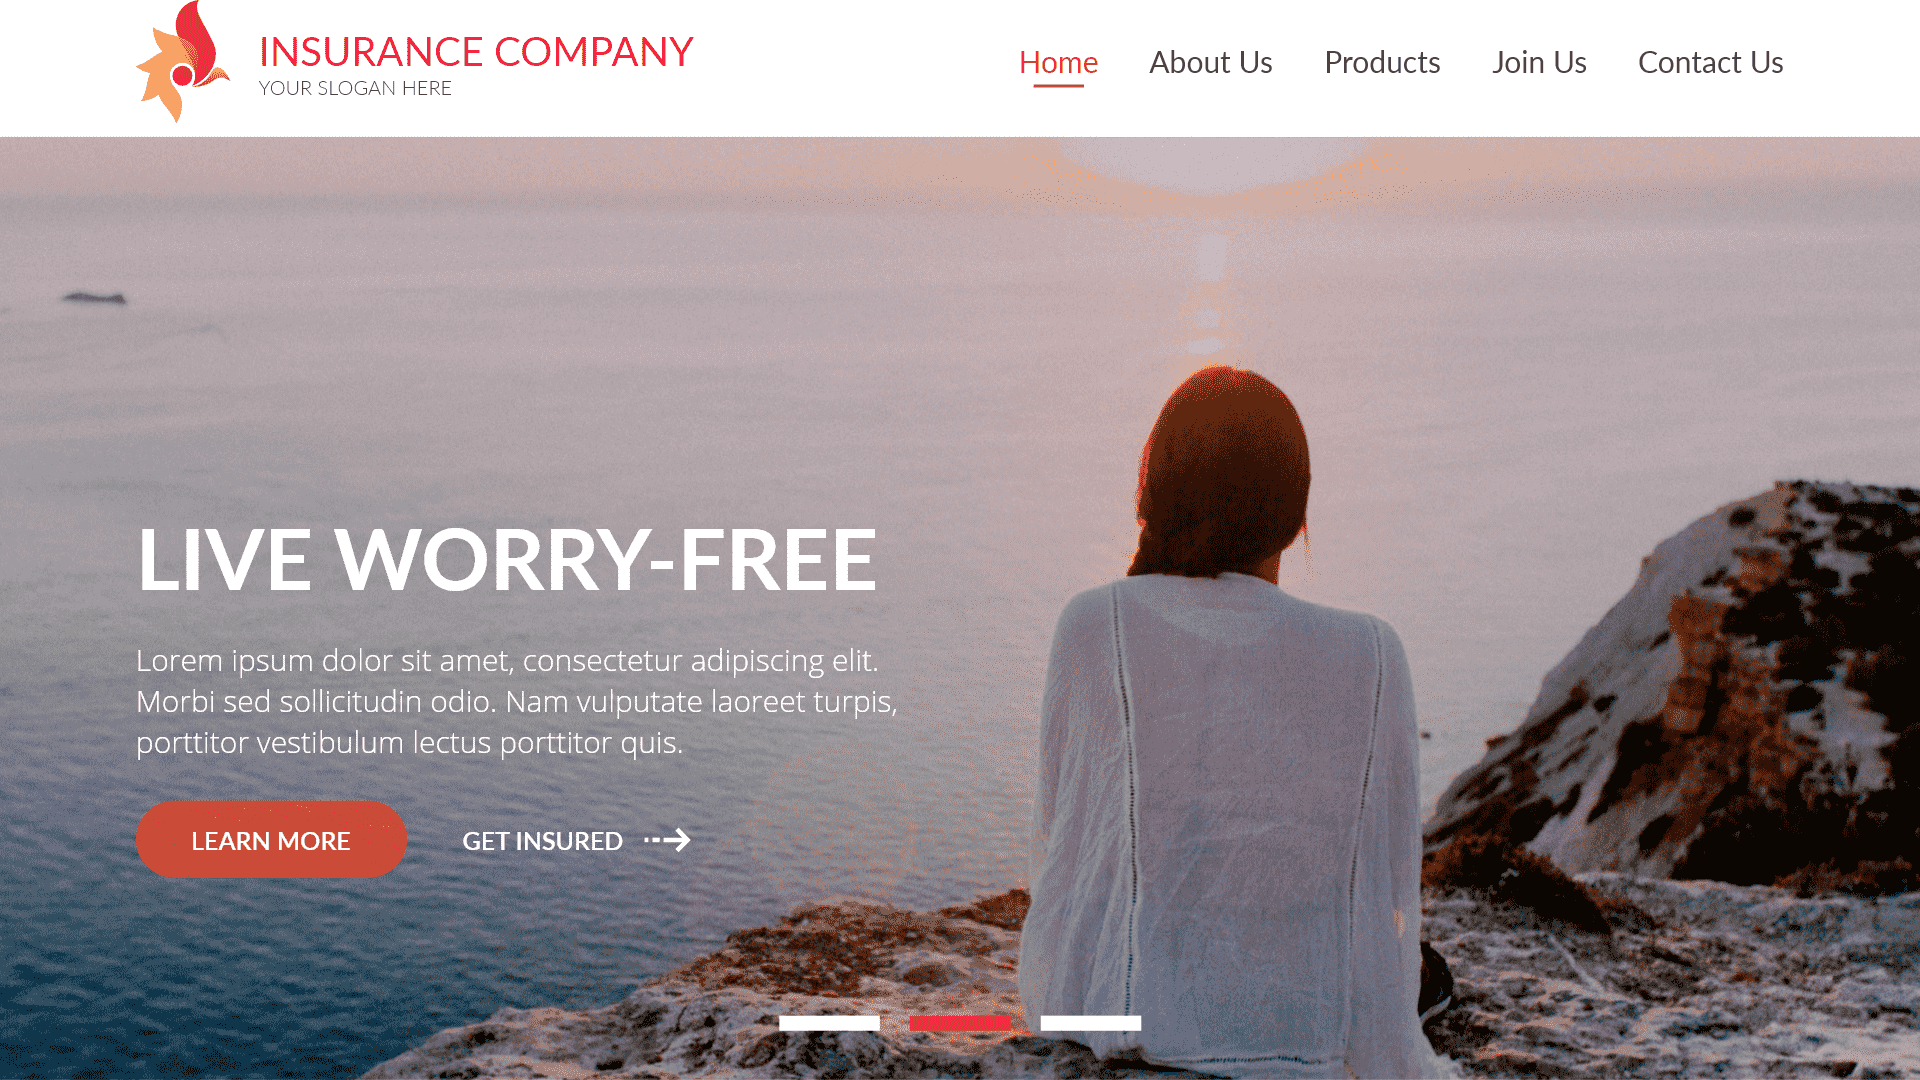 INSURANCE COMPANY
YOUR SLOGAN HERE
Home About Us Products Join Us Contact Us
LIVE WORRY-FREE
Lorem ipsum dolor sit amet, consectetur adipiscing elit.
Morbi sed sollicitudin odio. Nam vulputate laoreet turpis,
porttitor vestibulum lectus porttitor quis.
LEARN MORE
GET INSURED